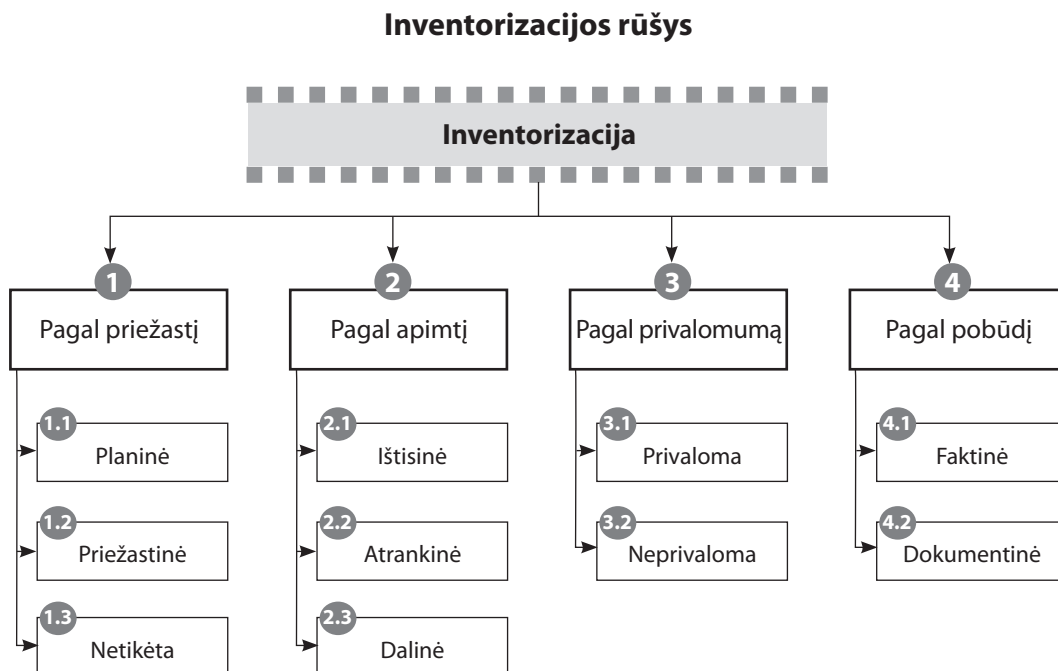 Inventorizacijos rūšys
Inventorizacija
1
Pagal priežastį
1.1
Planinė
1.2
Priežastinė
1.3
Netikėta
2
Pagal apimtį
2.1
Ištisinė
2.2
Atrankinė
2.3
Dalinė
3
Pagal privalomumą
3.1
Privaloma
3.2
Neprivaloma
4
Pagal pobūdį
4.1
Faktinė
4.2
Dokumentinė